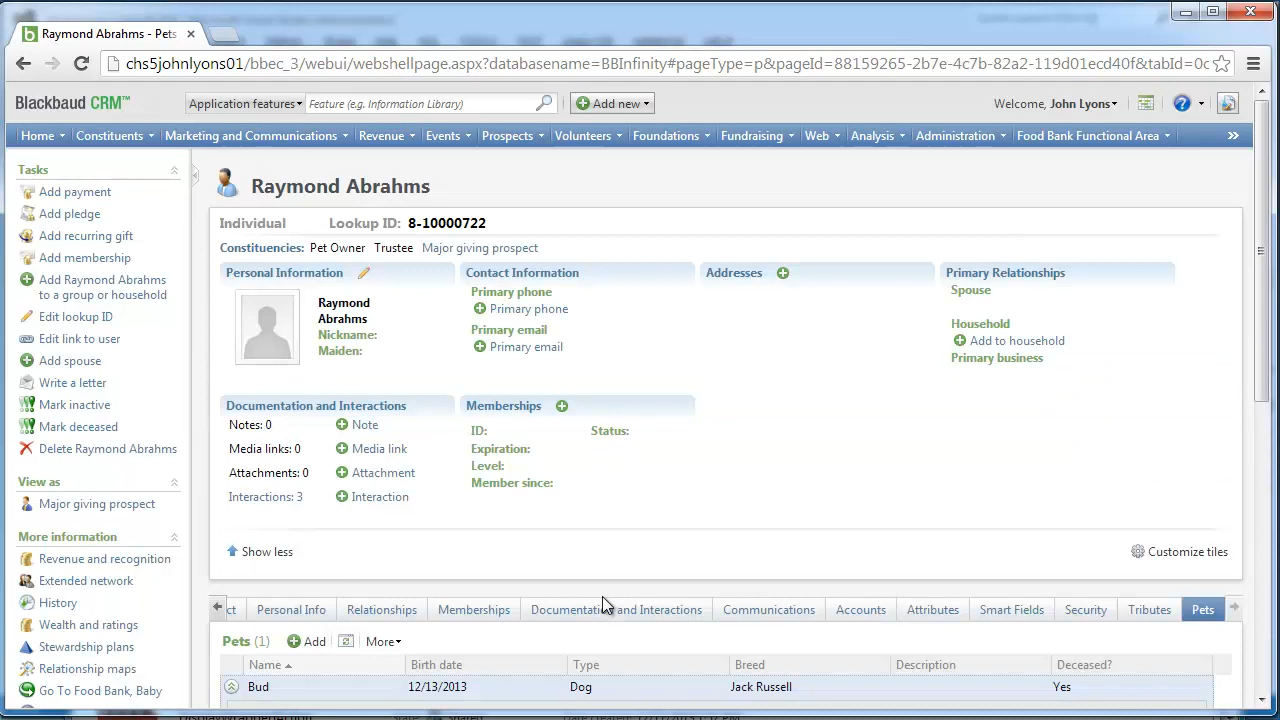 Raymond Abrahms - Pets
chs5johnlyons01/bbec_3/webui/webshellpage.aspx?databasename=BBInfinity#pageType=p&pageId=88159265-2b7e-4c7b-82a2-119d01ecd40f&tabId=0c
Blackbaud CRM™ Application features Feature (e.g. Information Library) Add new Welcome, John Lyons
Home Constituents Marketing and Communications Revenue Events Prospects Volunteers Foundations Fundraising Web Analysis Administration Food Bank Functional Area »
Tasks
Add payment
Add pledge
Add recurring gift
Add membership
Add Raymond Abrahms
to a group or household
Edit lookup ID
Edit link to user
Add spouse
Write a letter
Mark inactive
Mark deceased
Delete Raymond Abrahms
View as
Major giving prospect
More information
Revenue and recognition
Extended network
History
Wealth and ratings
Stewardship plans
Relationship maps
Go To Food Bank, Baby
Raymond Abrahms
Individual Lookup ID: 8-10000722
Constituencies: Pet Owner Trustee Major giving prospect
Personal Information
Raymond
Abrahms
Nickname:
Maiden:
Contact Information
Primary phone
Primary phone
Primary email
Primary email
Addresses
Primary Relationships
Spouse
Household
Add to household
Primary business
Documentation and Interactions
Notes: 0 Note
Media links: 0 Media link
Attachments: 0 Attachment
Interactions: 3 Interaction
Memberships
ID: Status:
Expiration:
Level:
Member since:
Show less Customize tiles
ct Personal Info Relationships Memberships Documentation and Interactions Communications Accounts Attributes Smart Fields Security Tributes Pets
Pets (1) Add More
Name Birth date Type Breed Description Deceased?
Bud 12/13/2013 Dog Jack Russell Yes